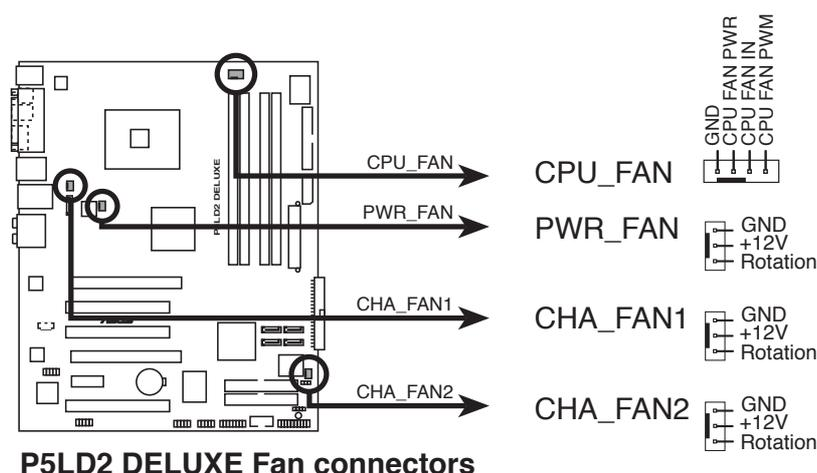 GND
CPU FAN PWR
CPU FAN IN
CPU FAN PWM
P5LD2 DELUXE
CPU_FAN
CPU_FAN
PWR_FAN
PWR_FAN
GND
+12V
Rotation
CHA_FAN1
CHA_FAN1
GND
+12V
Rotation
CHA_FAN2
CHA_FAN2
GND
+12V
Rotation
P5LD2 DELUXE Fan connectors